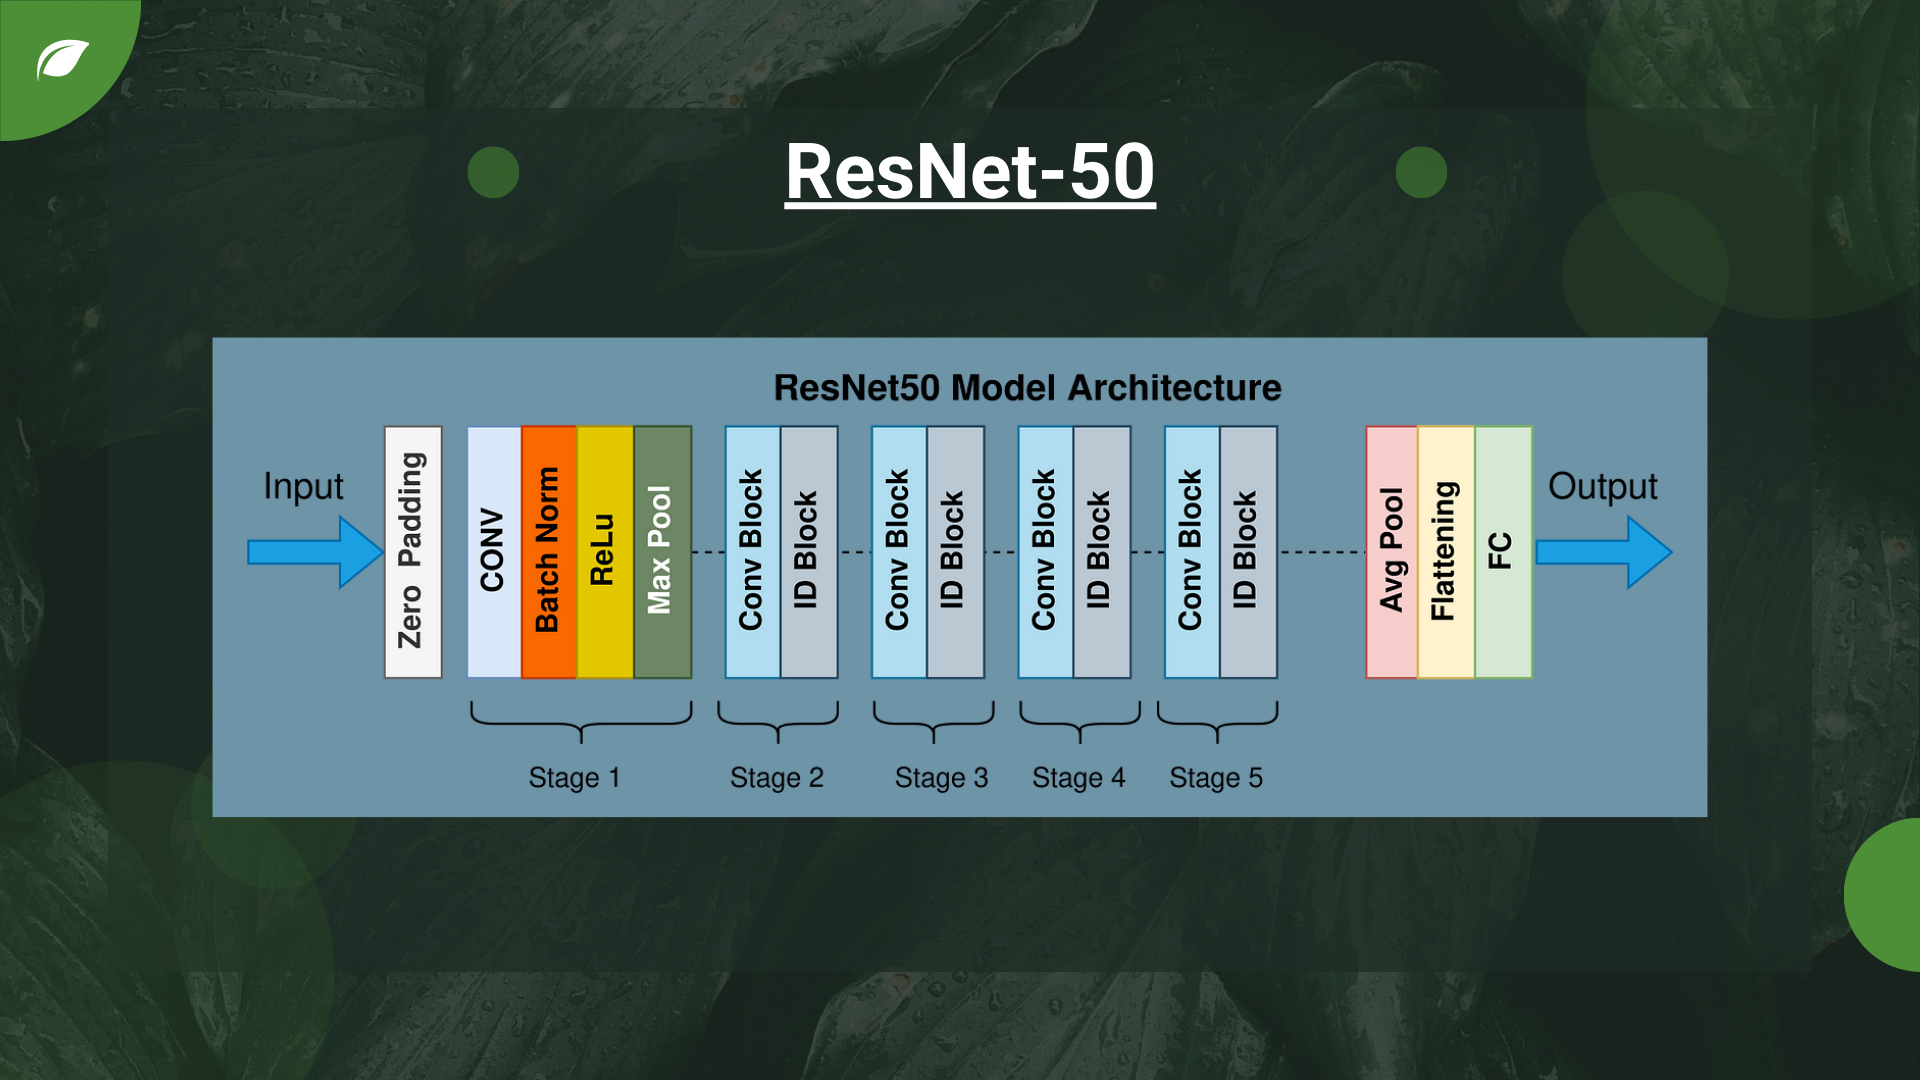 ResNet-50
ResNet50 Model Architecture
Input
Zero Padding
CONV
Batch Norm
ReLu
Max Pool
Conv Block
ID Block
Conv Block
ID Block
Conv Block
ID Block
Conv Block
ID Block
Avg Pool
Flattening
FC
Output
Stage 1
Stage 2
Stage 3
Stage 4
Stage 5